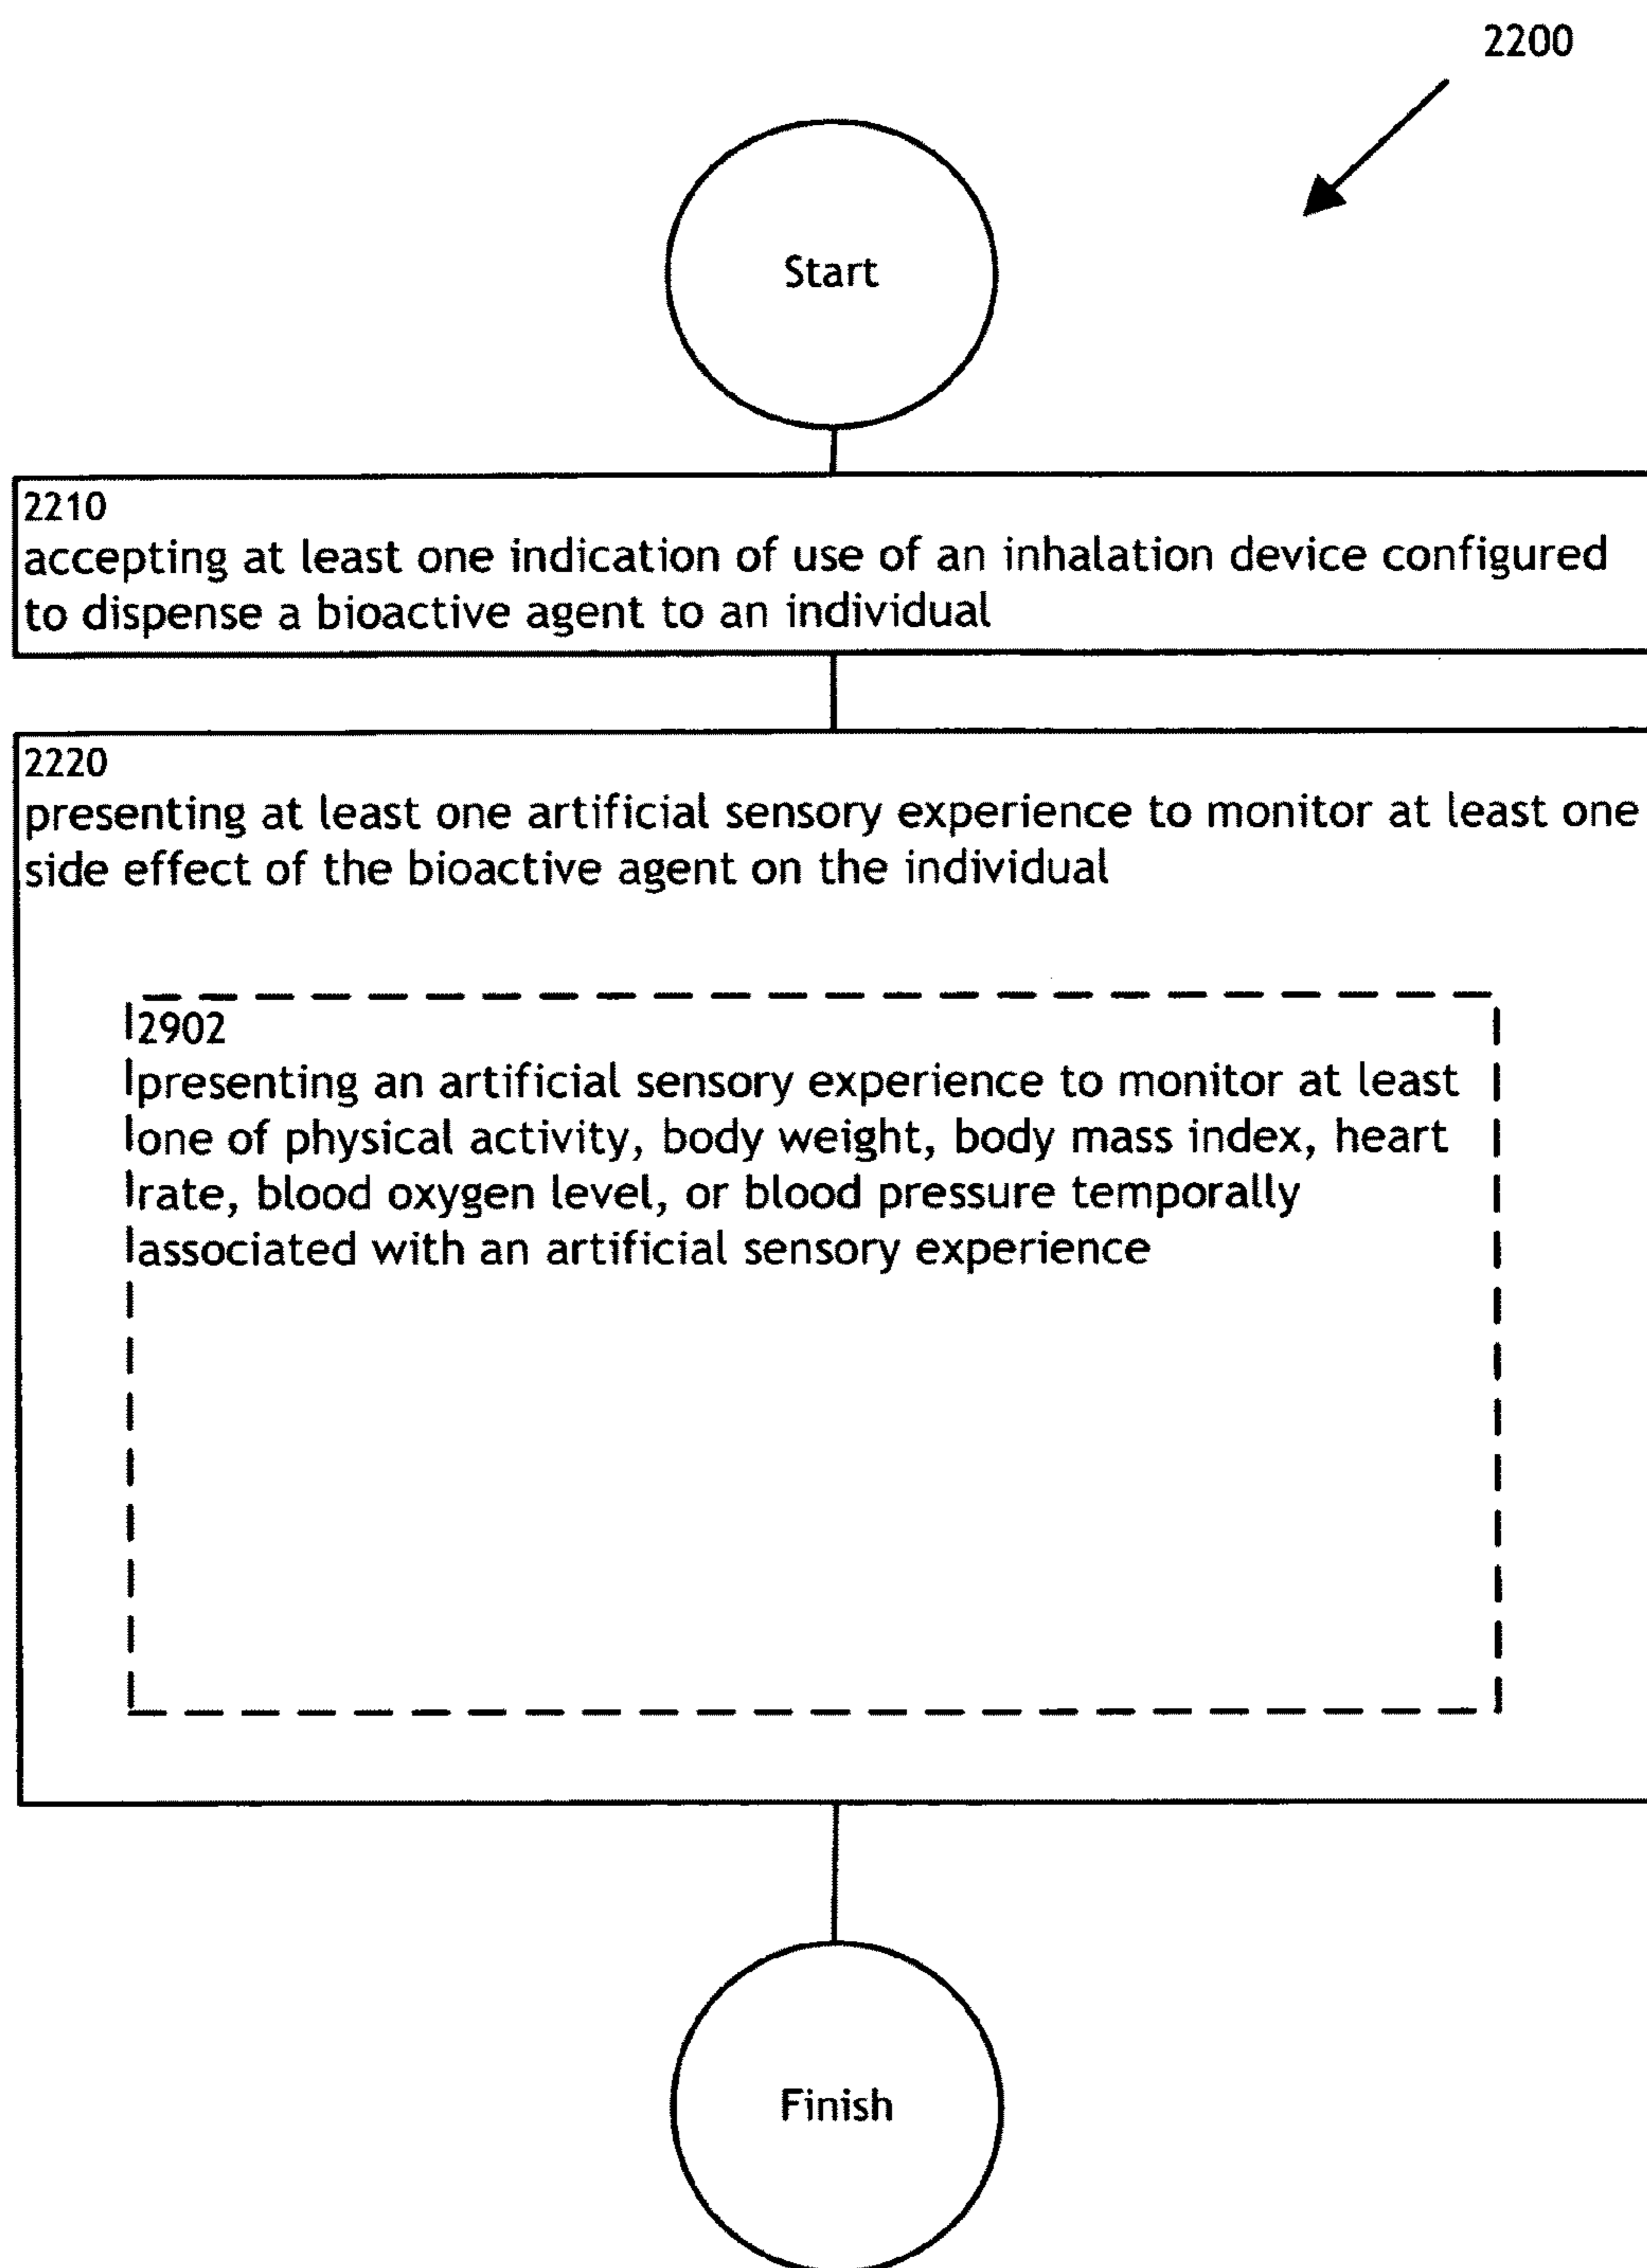 2200
Start
2210
accepting at least one indication of use of an inhalation device configured
to dispense a bioactive agent to an individual
2220
presenting at least one artificial sensory experience to monitor at least one
side effect of the bioactive agent on the individual
2902
presenting an artificial sensory experience to monitor at least
one of physical activity, body weight, body mass index, heart
rate, blood oxygen level, or blood pressure temporally
associated with an artificial sensory experience
Finish